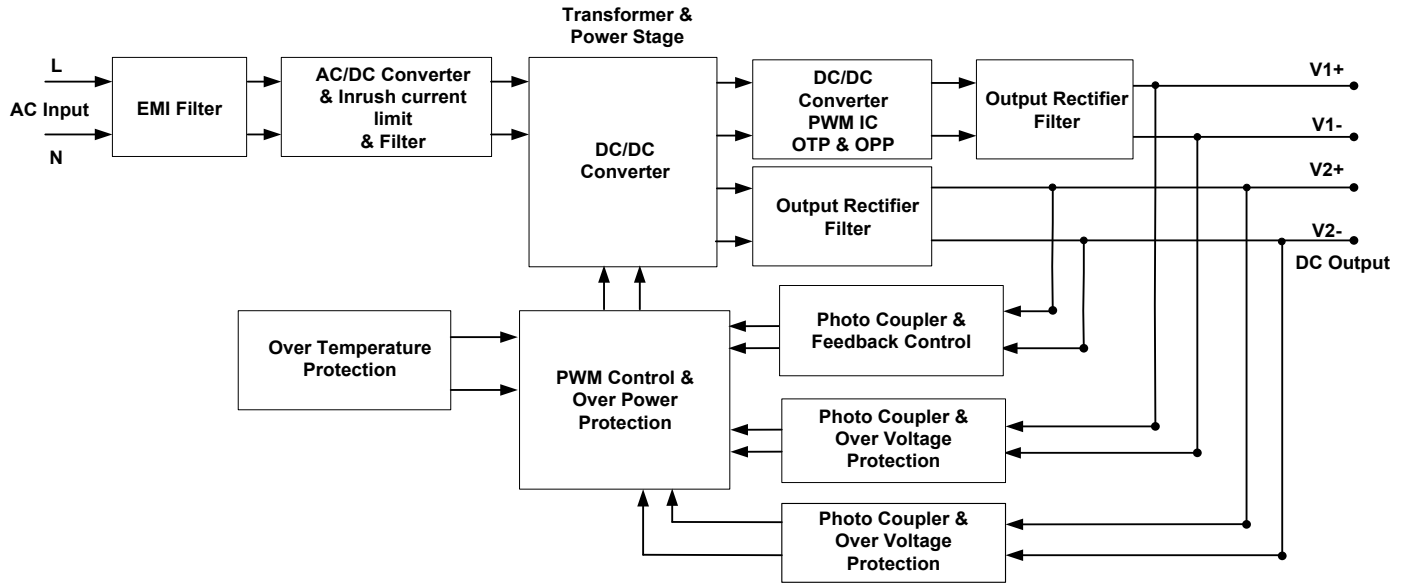 Transformer &
Power Stage
L
AC Input
N
EMI Filter
AC/DC Converter
& Inrush current
limit
& Filter
DC/DC
Converter
DC/DC
Converter
PWM IC
OTP & OPP
Output Rectifier
Filter
V1+
V1-
V2+
V2-
DC Output
Output Rectifier
Filter
Over Temperature
Protection
PWM Control &
Over Power
Protection
Photo Coupler &
Feedback Control
Photo Coupler &
Over Voltage
Protection
Photo Coupler &
Over Voltage
Protection